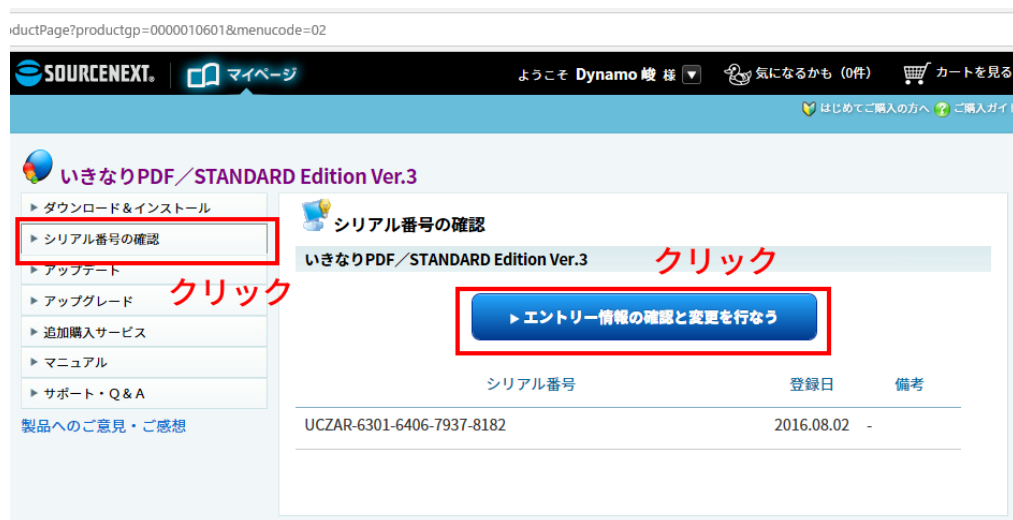 ductPage?productgp=0000010601&menucode=02
SOURCENEXT. マイページ ようこそ Dynamo 峻 様 気になるかも（0件） カートを見る
はじめてご購入の方へ ご購入ガイ
いきなりPDF／STANDARD Edition Ver.3
ダウンロード＆インストール
シリアル番号の確認
アップデート
アップグレード
追加購入サービス
マニュアル
サポート・Q＆A
製品へのご意見・ご感想
クリック
シリアル番号の確認
いきなりPDF／STANDARD Edition Ver.3
クリック
エントリー情報の確認と変更を行なう
シリアル番号 登録日 備考
UCZAR-6301-6406-7937-8182 2016.08.02 -